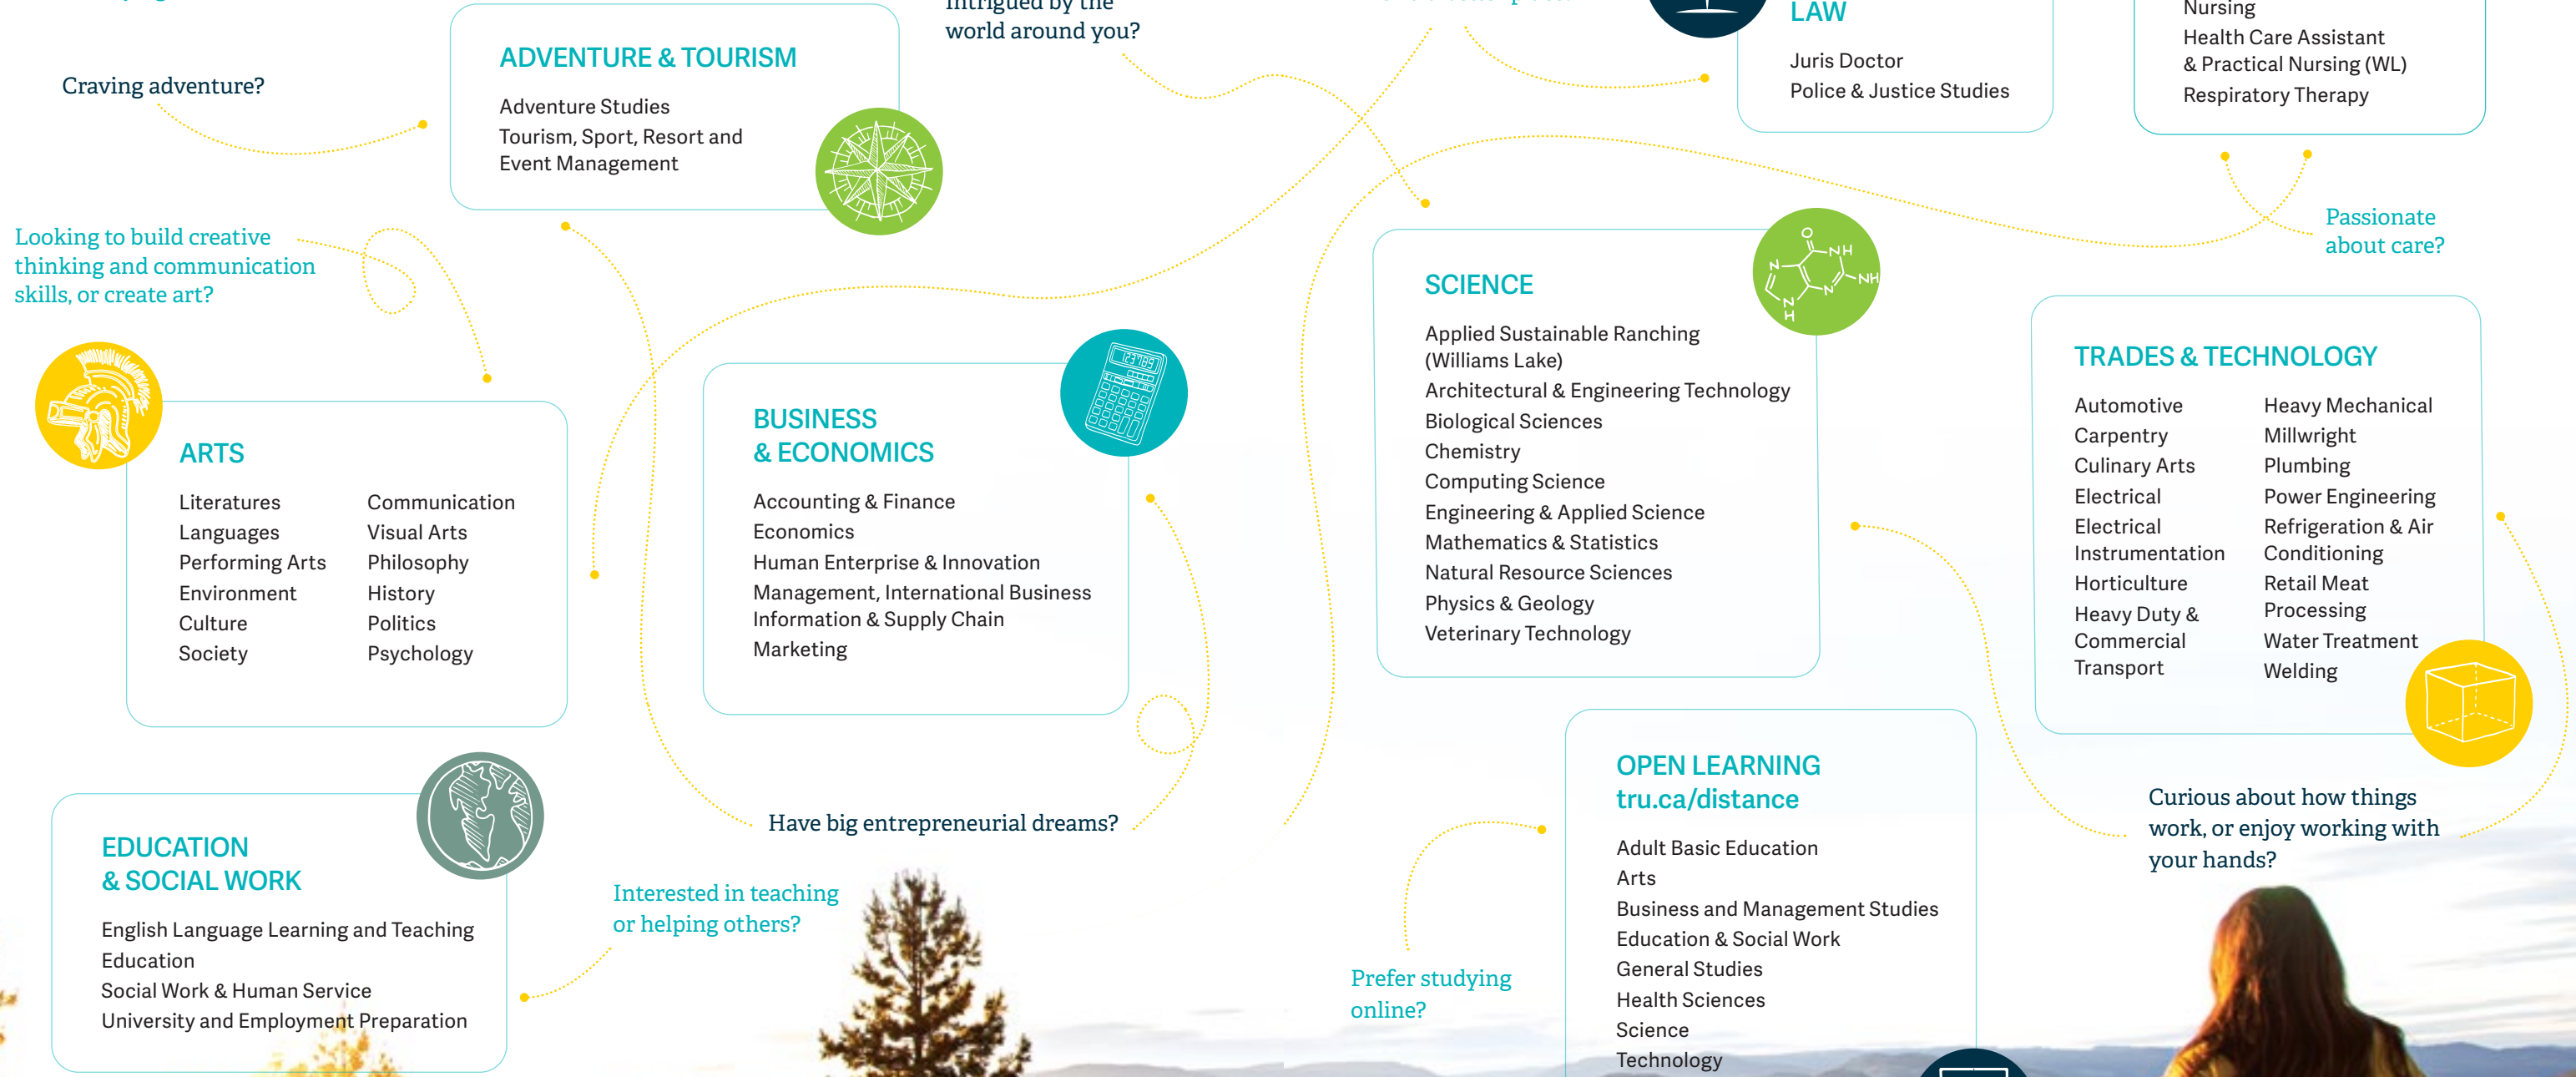 Intrigued by the
world around you?
Craving adventure?
ADVENTURE & TOURISM
Adventure Studies
Tourism, Sport, Resort and
Event Management
LAW
Juris Doctor
Police & Justice Studies
Nursing
Health Care Assistant
& Practical Nursing (WL)
Respiratory Therapy
Passionate
about care?
Looking to build creative
thinking and communication
skills, or create art?
ARTS
Literatures
Languages
Performing Arts
Environment
Culture
Society
Communication
Visual Arts
Philosophy
History
Politics
Psychology
BUSINESS
& ECONOMICS
Accounting & Finance
Economics
Human Enterprise & Innovation
Management, International Business
Information & Supply Chain
Marketing
SCIENCE
Applied Sustainable Ranching
(Williams Lake)
Architectural & Engineering Technology
Biological Sciences
Chemistry
Computing Science
Engineering & Applied Science
Mathematics & Statistics
Natural Resource Sciences
Physics & Geology
Veterinary Technology
O
N
NH
N
H
N
NH
TRADES & TECHNOLOGY
Automotive
Carpentry
Culinary Arts
Electrical
Electrical
Instrumentation
Horticulture
Heavy Duty &
Commercial
Transport
Heavy Mechanical
Millwright
Plumbing
Power Engineering
Refrigeration & Air
Conditioning
Retail Meat
Processing
Water Treatment
Welding
EDUCATION
& SOCIAL WORK
English Language Learning and Teaching
Education
Social Work & Human Service
University and Employment Preparation
Have big entrepreneurial dreams?
Interested in teaching
or helping others?
Prefer studying
online?
OPEN LEARNING
tru.ca/distance
Adult Basic Education
Arts
Business and Management Studies
Education & Social Work
General Studies
Health Sciences
Science
Technology
Curious about how things
work, or enjoy working with
your hands?